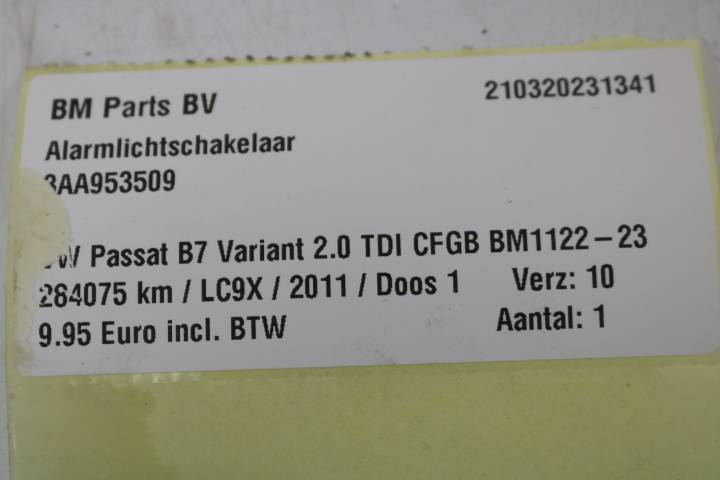 BM Parts BV 210320231341
Alarmlichtschakelaar
3AA953509
VW Passat B7 Variant 2.0 TDI CFGB BM1122-23
284075 km / LC9X / 2011 / Doos 1 Verz: 10
9.95 Euro incl. BTW Aantal: 1